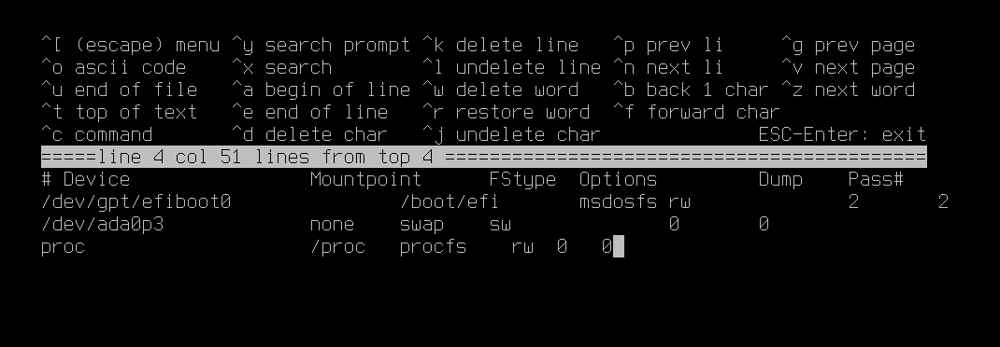 ^[ (escape) menu ^y search prompt ^k delete line ^p prev li ^g prev page
^o ascii code ^x search ^l undelete line ^n next li ^v next page
^u end of file ^a begin of line ^w delete word ^b back 1 char ^z next word
^t top of text ^e end of line ^r restore word ^f forward char
^c command ^d delete char ^j undelete char ESC-Enter: exit
=====line 4 col 51 lines from top 4 ===========================================
# Device Mountpoint FStype Options Dump Pass#
/dev/gpt/efiboot0 /boot/efi msdosfs rw 2 2
/dev/ada0p3 none swap sw 0 0
proc /proc procfs rw 0 0